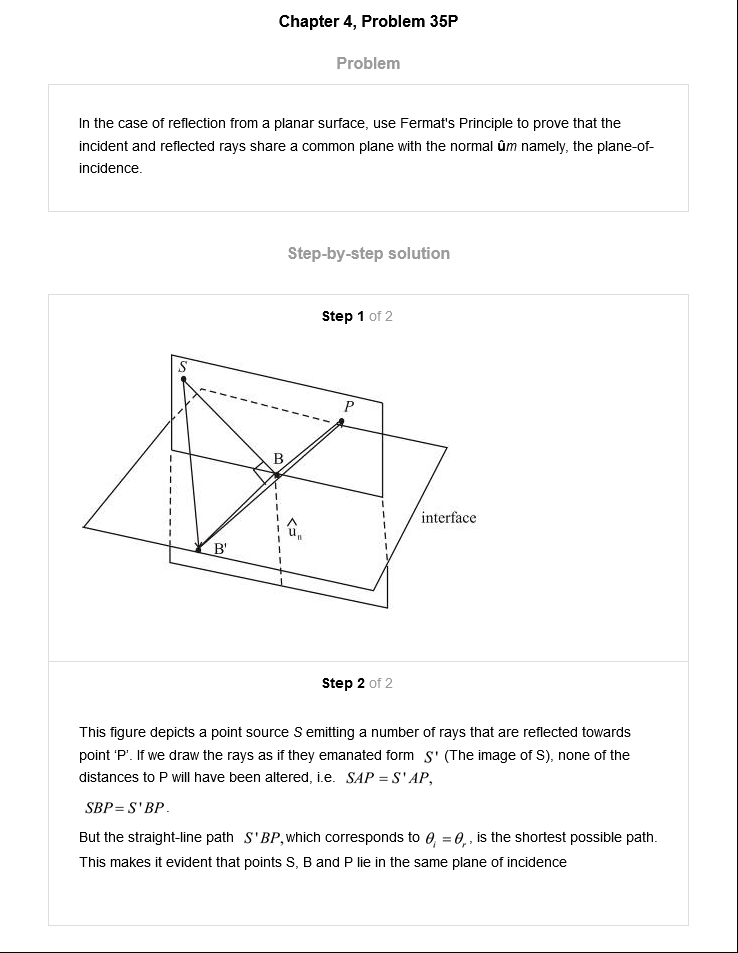 Chapter 4, Problem 35P
Problem
In the case of reflection from a planar surface, use Fermat's Principle to prove that the
incident and reflected rays share a common plane with the normal ûm namely, the plane-of-
incidence.
Step-by-step solution
Step 1 of 2
S
P
B
interface
û
n
B'
Step 2 of 2
This figure depicts a point source S emitting a number of rays that are reflected towards
point ‘P’. If we draw the rays as if they emanated form S' (The image of S), none of the
distances to P will have been altered, i.e. SAP = S'AP,
SBP = S'BP.
But the straight-line path S'BP, which corresponds to θi = θr, is the shortest possible path.
This makes it evident that points S, B and P lie in the same plane of incidence